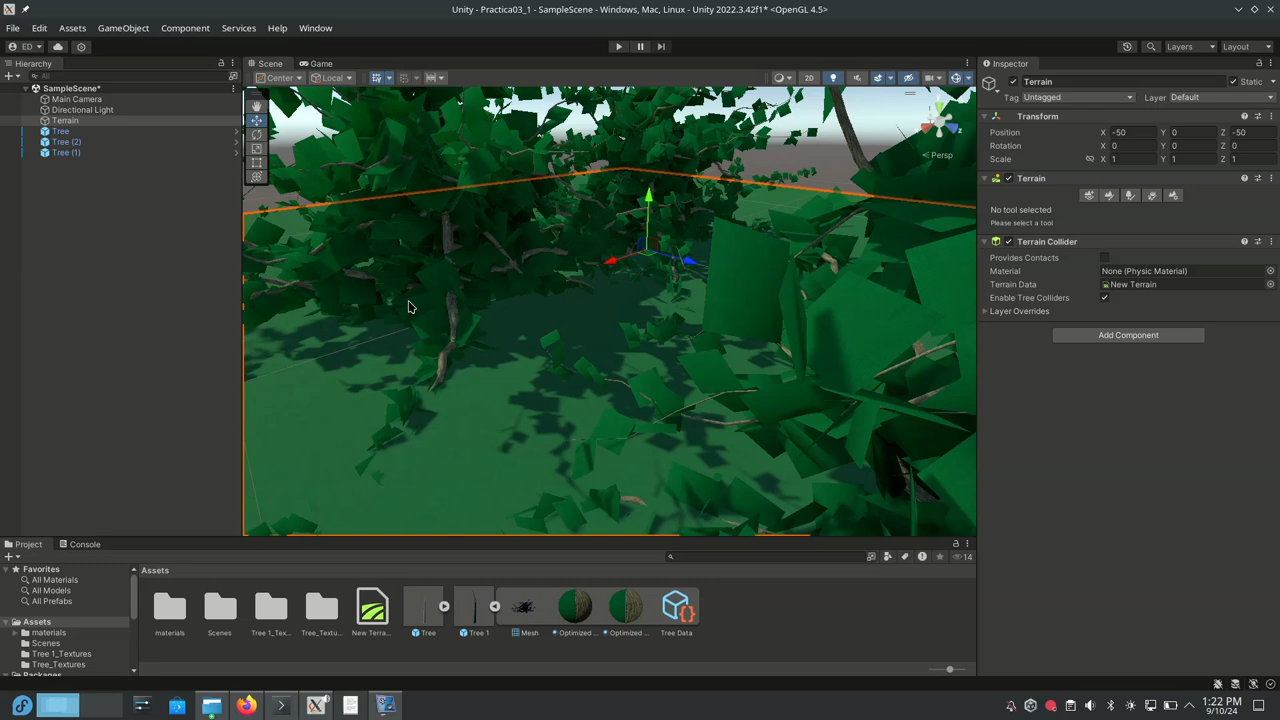 Unity - Practica03_1 - SampleScene - Windows, Mac, Linux - Unity 2022.3.42f1* <OpenGL 4.5>
File Edit Assets GameObject Component Services Help Window
ED
Layers Layout
Hierarchy
All
SampleScene*
Main Camera
Directional Light
Terrain
Tree
Tree (2)
Tree (1)
Scene Game
Center Local 2D
Persp
Inspector
Terrain Static
Tag Untagged Layer Default
Transform
Position X -50 Y 0 Z -50
Rotation X 0 Y 0 Z 0
Scale X 1 Y 1 Z 1
Terrain
No tool selected
Please select a tool
Terrain Collider
Provides Contacts
Material None (Physic Material)
Terrain Data New Terrain
Enable Tree Colliders
Layer Overrides
Add Component
Project Console
14
Favorites
All Materials
All Models
All Prefabs
Assets
materials
Scenes
Tree 1_Textures
Tree_Textures
Packages
Assets
materials Scenes Tree 1_Tex... Tree_Textu... New Terra... Tree Tree 1 Mesh Optimized ... Optimized ... Tree Data
1:22 PM
9/10/24